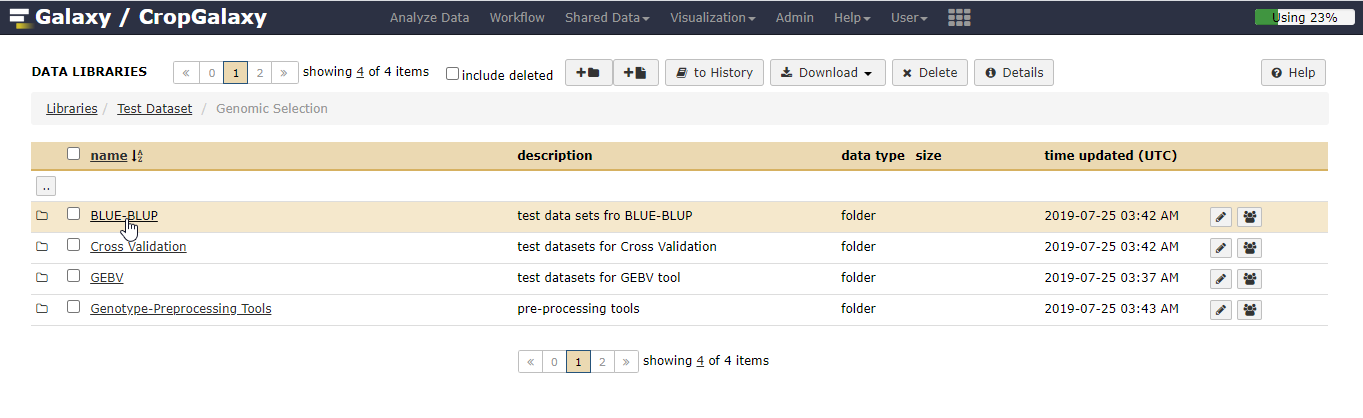 Galaxy / CropGalaxy Analyze Data Workflow Shared Data Visualization Admin Help User Using 23%
DATA LIBRARIES « 0 1 2 » showing 4 of 4 items include deleted + + to History Download Delete Details Help
Libraries / Test Dataset / Genomic Selection
name description data type size time updated (UTC)
..
BLUE-BLUP test data sets fro BLUE-BLUP folder 2019-07-25 03:42 AM
Cross Validation test datasets for Cross Validation folder 2019-07-25 03:42 AM
GEBV test datasets for GEBV tool folder 2019-07-25 03:37 AM
Genotype-Preprocessing Tools pre-processing tools folder 2019-07-25 03:43 AM
« 0 1 2 » showing 4 of 4 items